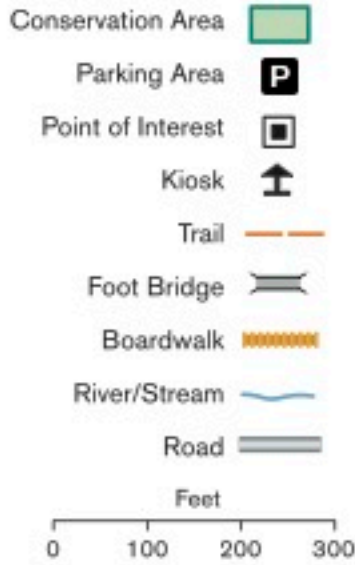 Conservation Area
Parking Area P
Point of Interest
Kiosk
Trail
Foot Bridge
Boardwalk
River/Stream
Road
Feet
0 100 200 300